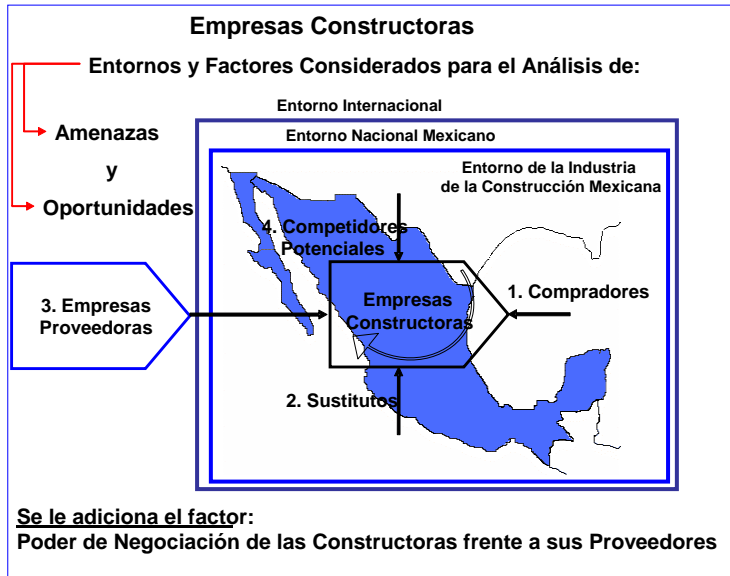 Empresas Constructoras
Entornos y Factores Considerados para el Análisis de:
Amenazas
y
Oportunidades
Entorno Internacional
Entorno Nacional Mexicano
Entorno de la Industria
de la Construcción Mexicana
4. Competidores
Potenciales
3. Empresas
Proveedoras
Empresas
Constructoras
1. Compradores
2. Sustitutos
Se le adiciona el factor:
Poder de Negociación de las Constructoras frente a sus Proveedores